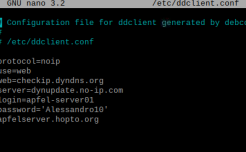 GNU nano 3.2 /etc/ddclient.conf
Configuration file for ddclient generated by debco
/etc/ddclient.conf
protocol=noip
use=web
web=checkip.dyndns.org
server=dynupdate.no-ip.com
login=apfel-server01
password='Alessandro10'
apfelserver.hopto.org